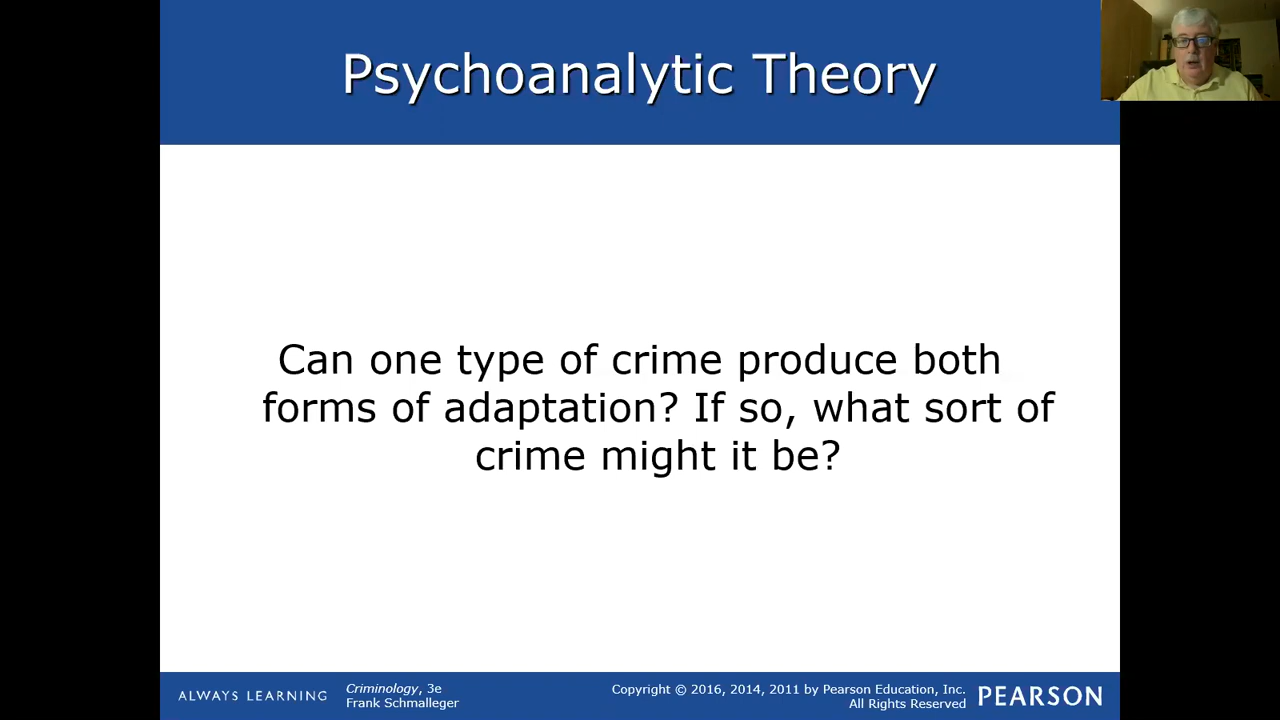 Psychoanalytic Theory
Can one type of crime produce both
forms of adaptation? If so, what sort of
crime might it be?
ALWAYS LEARNING
Criminology, 3e
Frank Schmalleger
Copyright © 2016, 2014, 2011 by Pearson Education, Inc.
All Rights Reserved
PEARSON